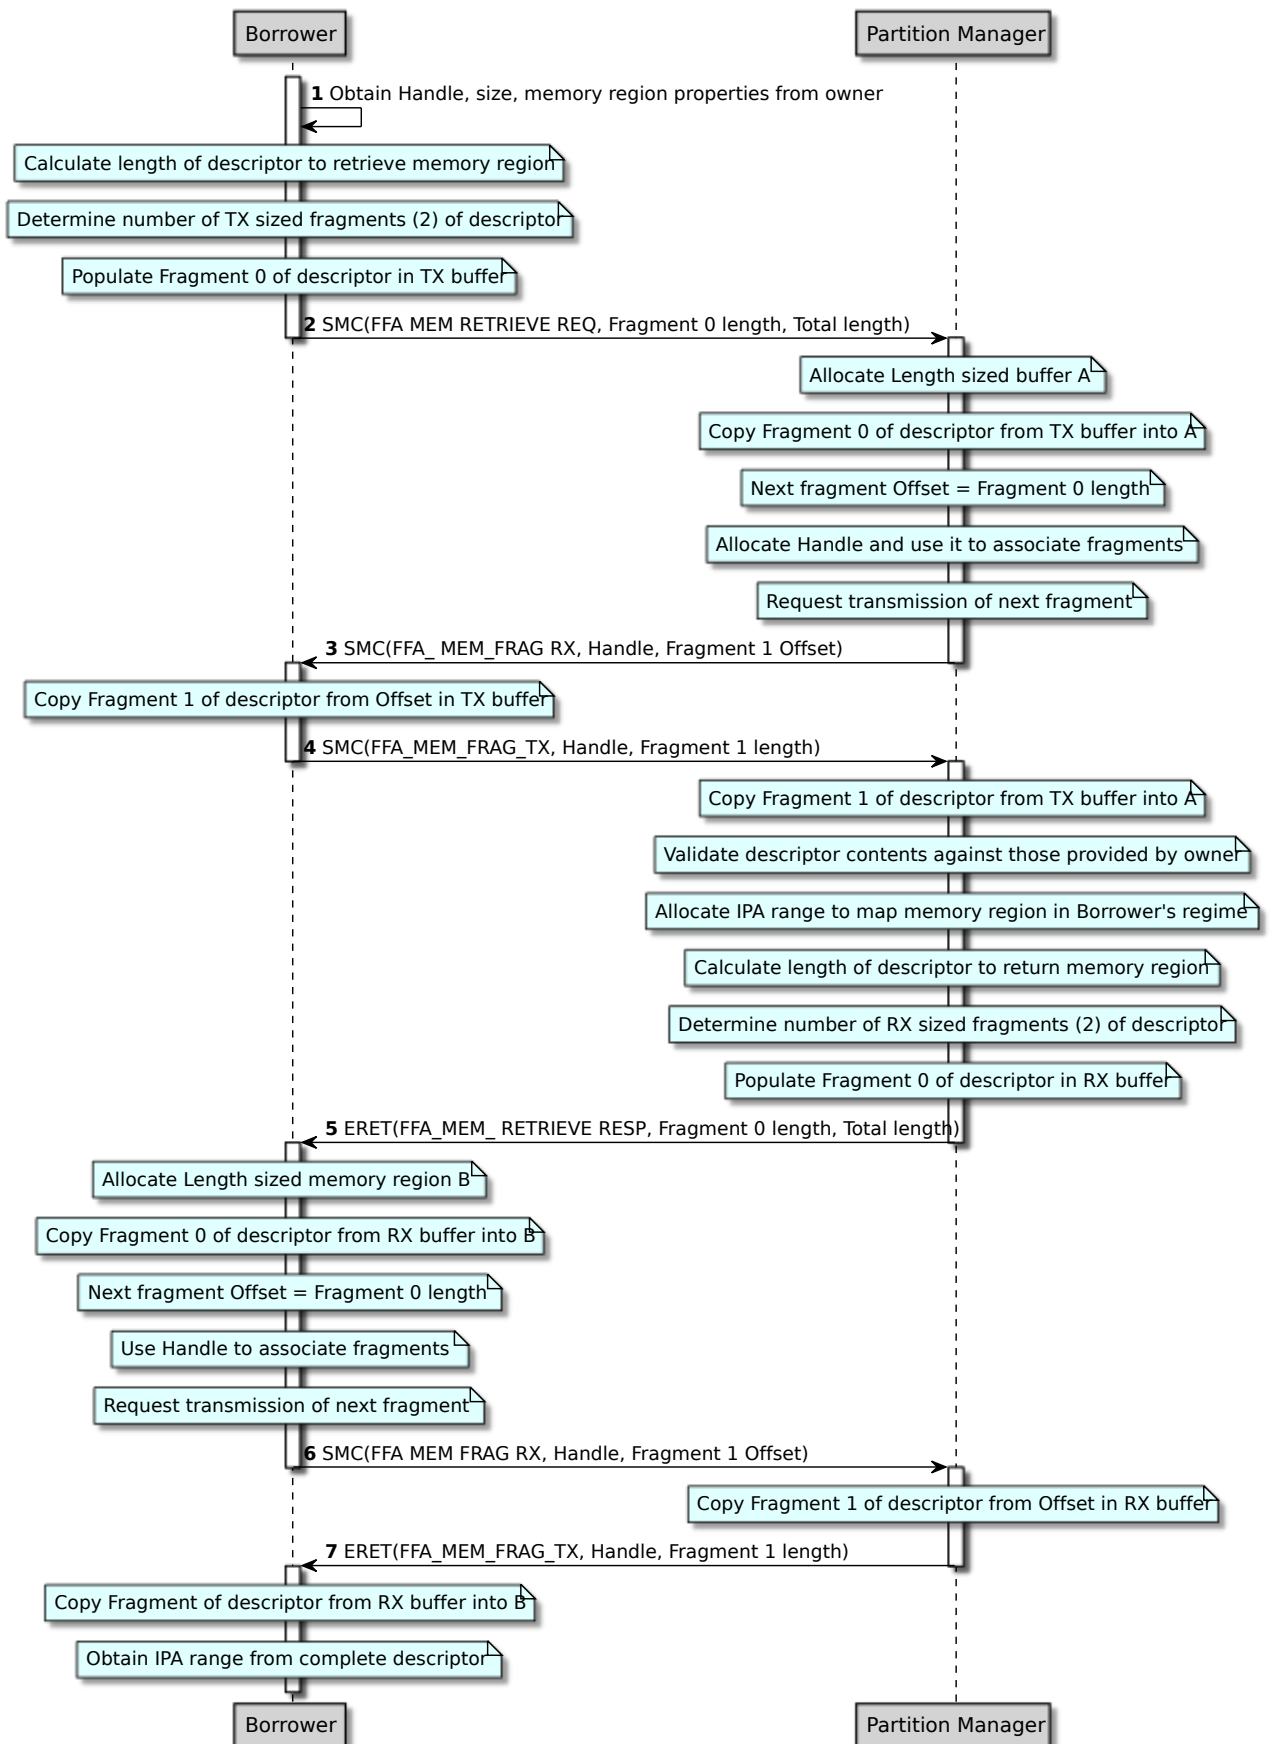 Borrower
Partition Manager
1 Obtain Handle, size, memory region properties from owner
Calculate length of descriptor to retrieve memory region
Determine number of TX sized fragments (2) of descriptor
Populate Fragment 0 of descriptor in TX buffer
2 SMC(FFA MEM RETRIEVE REQ, Fragment 0 length, Total length)
Allocate Length sized buffer A
Copy Fragment 0 of descriptor from TX buffer into A
Next fragment Offset = Fragment 0 length
Allocate Handle and use it to associate fragments
Request transmission of next fragment
3 SMC(FFA_ MEM_FRAG RX, Handle, Fragment 1 Offset)
Copy Fragment 1 of descriptor from Offset in TX buffer
4 SMC(FFA_MEM_FRAG_TX, Handle, Fragment 1 length)
Copy Fragment 1 of descriptor from TX buffer into A
Validate descriptor contents against those provided by owner
Allocate IPA range to map memory region in Borrower's regime
Calculate length of descriptor to return memory region
Determine number of RX sized fragments (2) of descriptor
Populate Fragment 0 of descriptor in RX buffer
5 ERET(FFA_MEM_ RETRIEVE RESP, Fragment 0 length, Total length)
Allocate Length sized memory region B
Copy Fragment 0 of descriptor from RX buffer into B
Next fragment Offset = Fragment 0 length
Use Handle to associate fragments
Request transmission of next fragment
6 SMC(FFA MEM FRAG RX, Handle, Fragment 1 Offset)
Copy Fragment 1 of descriptor from Offset in RX buffer
7 ERET(FFA_MEM_FRAG_TX, Handle, Fragment 1 length)
Copy Fragment of descriptor from RX buffer into B
Obtain IPA range from complete descriptor
Borrower
Partition Manager